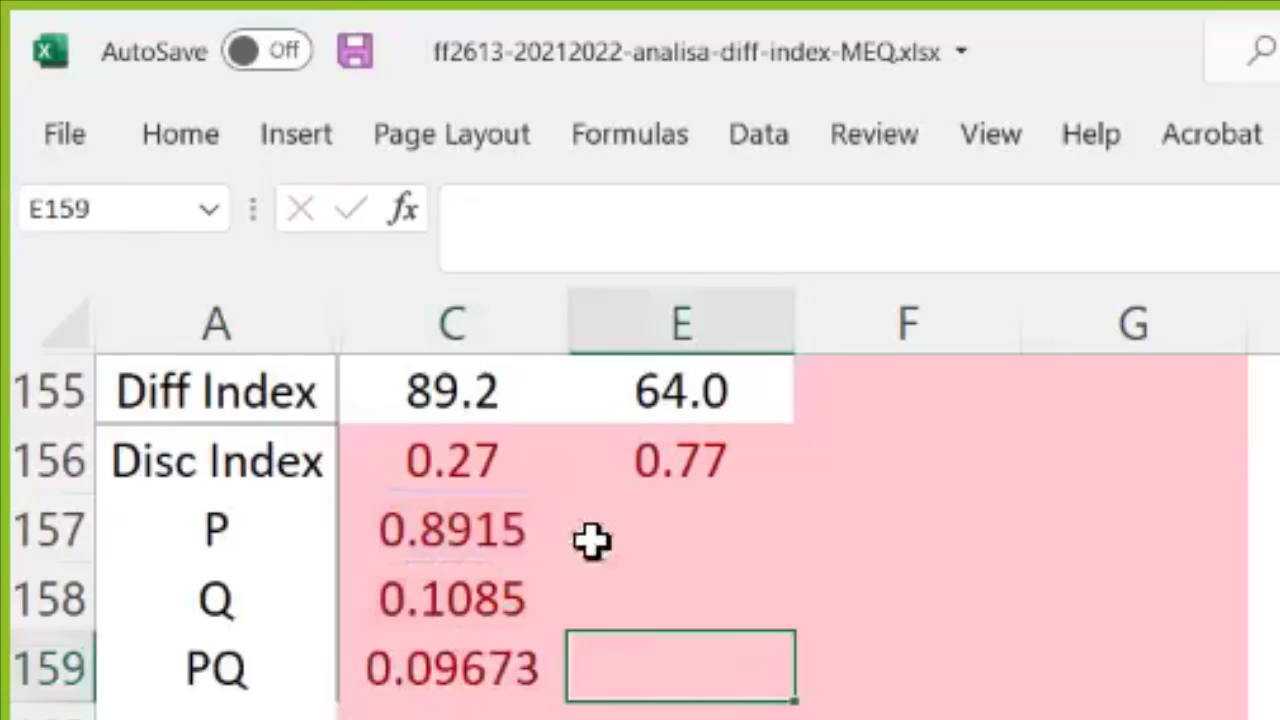 AutoSave Off ff2613-20212022-analisa-diff-index-MEQ.xlsx
File Home Insert Page Layout Formulas Data Review View Help Acrobat
E159 fx
A C E F G
155 Diff Index 89.2 64.0
156 Disc Index 0.27 0.77
157 P 0.8915
158 Q 0.1085
159 PQ 0.09673